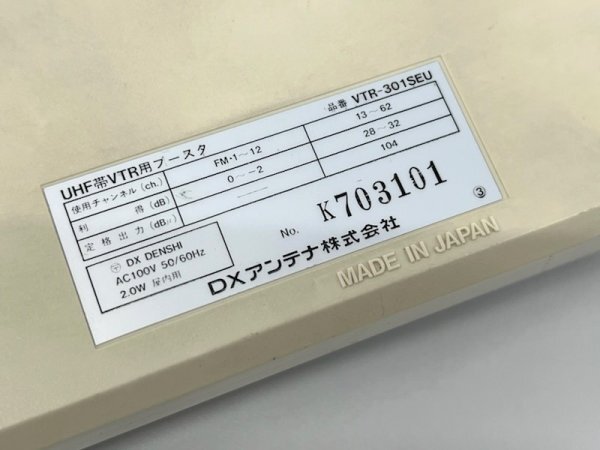 UHF帯VTR用ブースタ 品番 VTR-301SEU
使用チャンネル(ch.) FM・1～12 13～62
利得(dB) 0～-2 28～32
定格出力(dBμ) ―― 104
DX DENSHI
AC100V 50/60Hz
2.0W 屋内用
No. K703101
③
DXアンテナ株式会社
MADE IN JAPAN